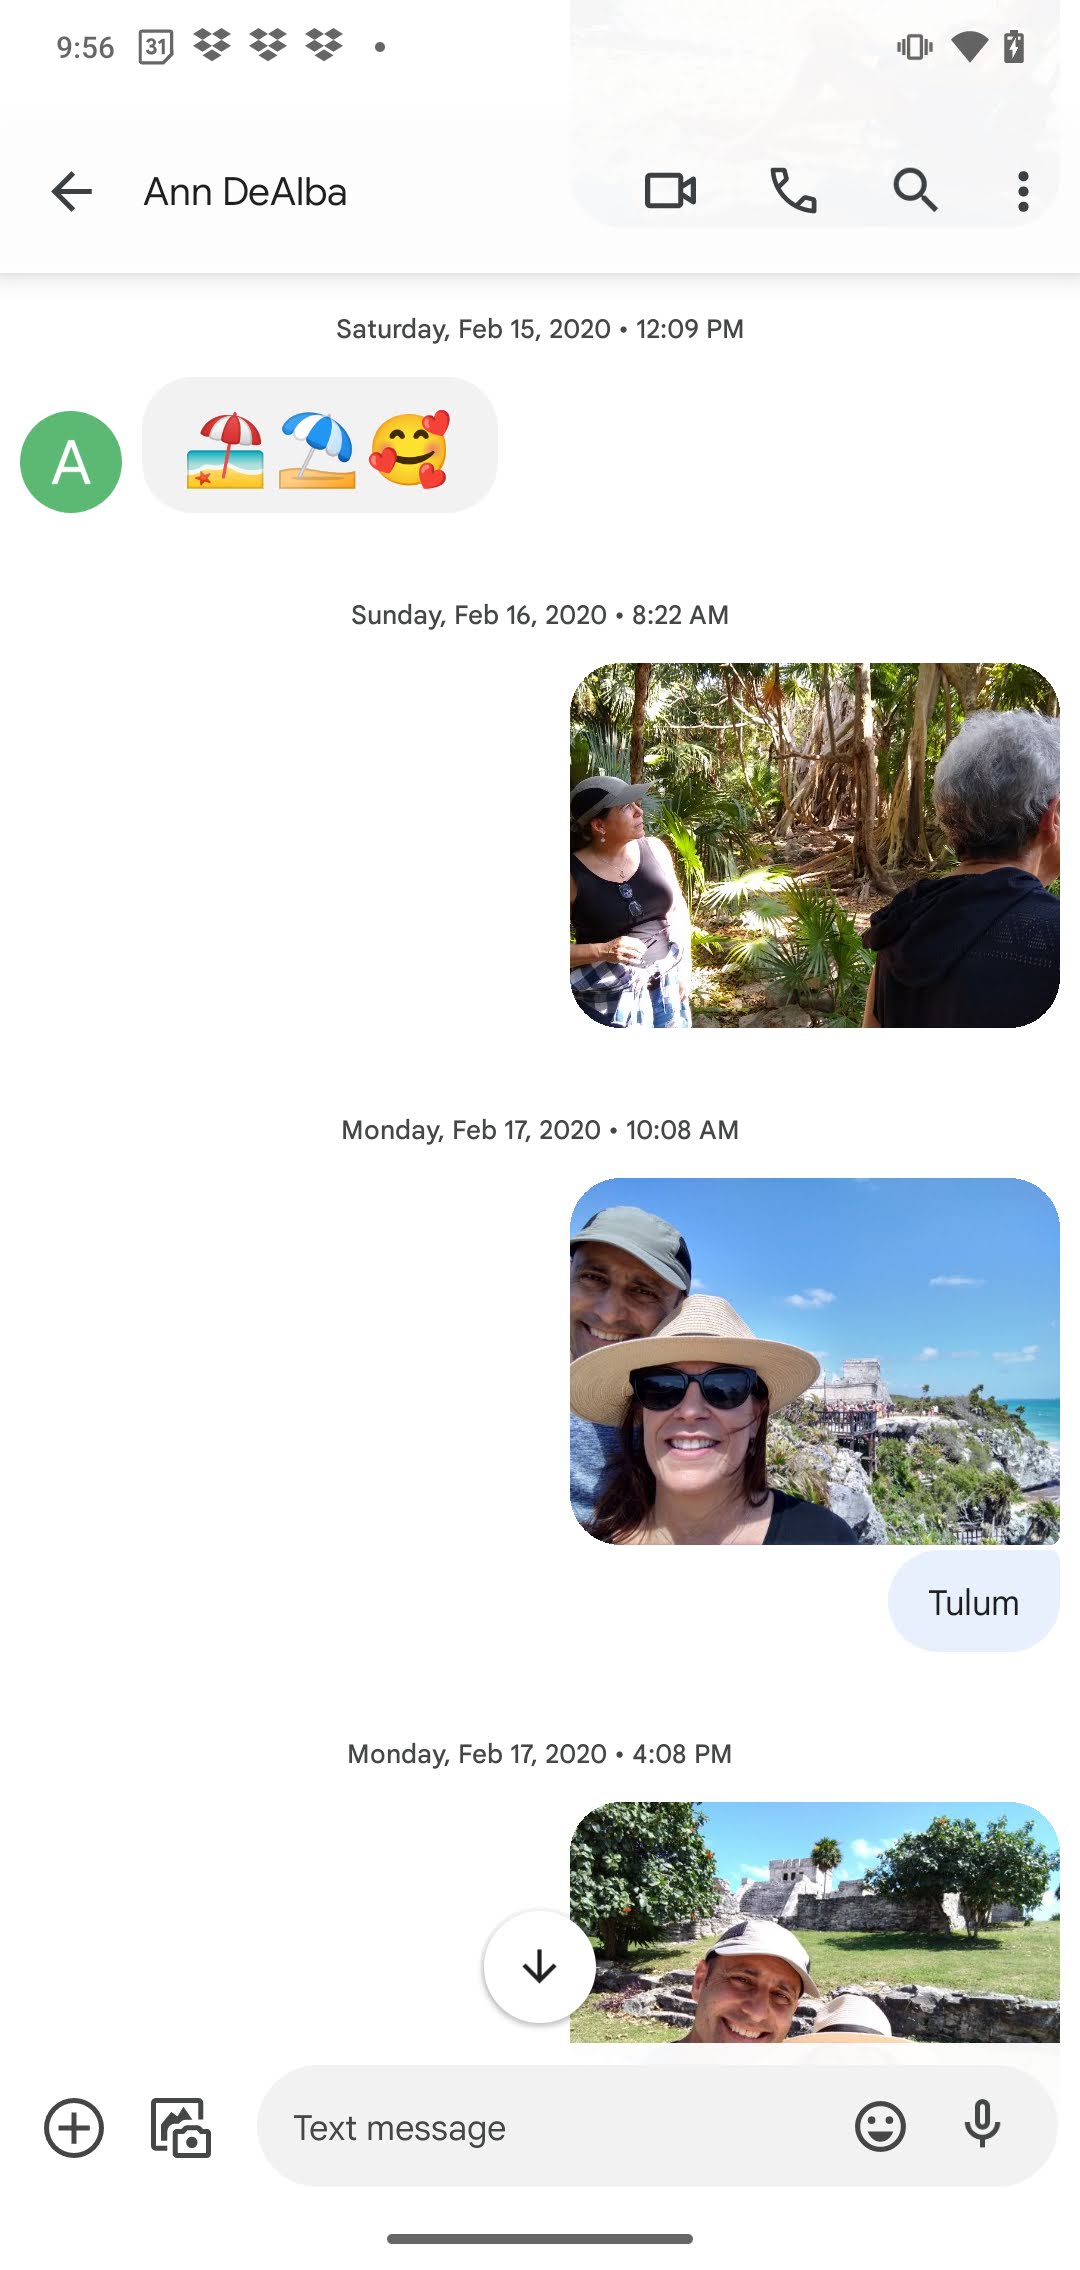 9:56 31
Ann DeAlba
Saturday, Feb 15, 2020 • 12:09 PM
A
Sunday, Feb 16, 2020 • 8:22 AM
Monday, Feb 17, 2020 • 10:08 AM
Tulum
Monday, Feb 17, 2020 • 4:08 PM
Text message